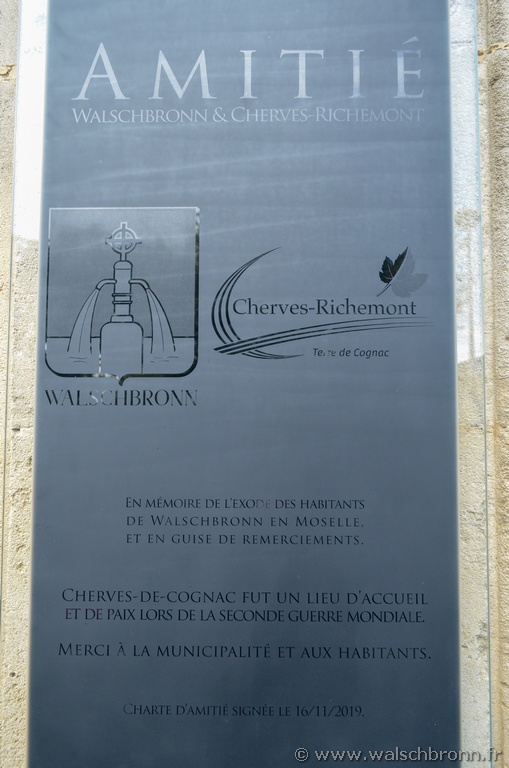 AMITIÉ
WALSCHBRONN & CHERVES-RICHEMONT
WALSCHBRONN
Cherves-Richemont
Terre de Cognac
EN MÉMOIRE DE L'EXODE DES HABITANTS
DE WALSCHBRONN EN MOSELLE,
ET EN GUISE DE REMERCIEMENTS.
CHERVES-DE-COGNAC FUT UN LIEU D'ACCUEIL
ET DE PAIX LORS DE LA SECONDE GUERRE MONDIALE.
MERCI À LA MUNICIPALITÉ ET AUX HABITANTS.
CHARTE D'AMITIÉ SIGNÉE LE 16/11/2019.
© www.walschbronn.fr